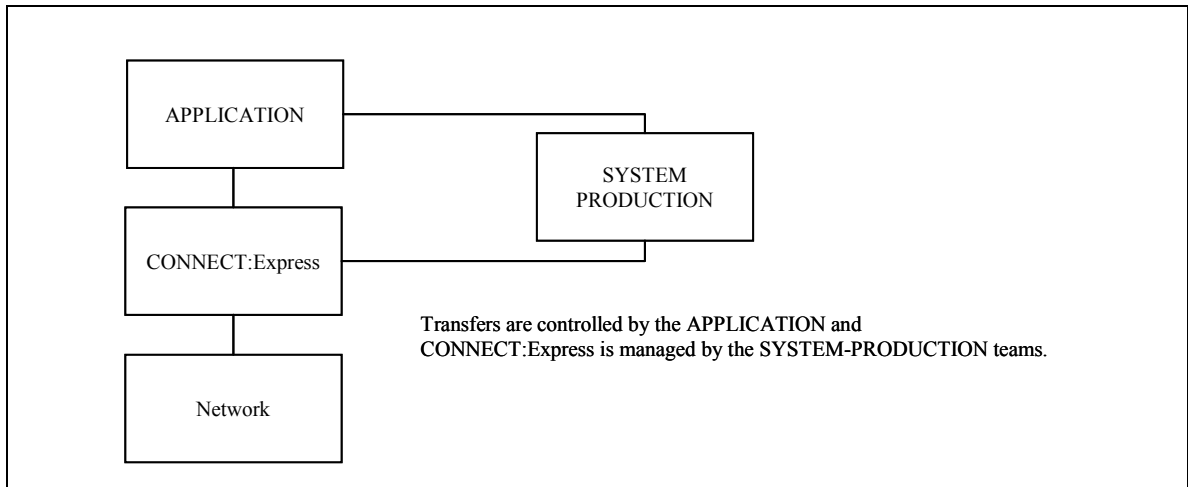 APPLICATION
SYSTEM
PRODUCTION
CONNECT:Express
Transfers are controlled by the APPLICATION and
CONNECT:Express is managed by the SYSTEM-PRODUCTION teams.
Network